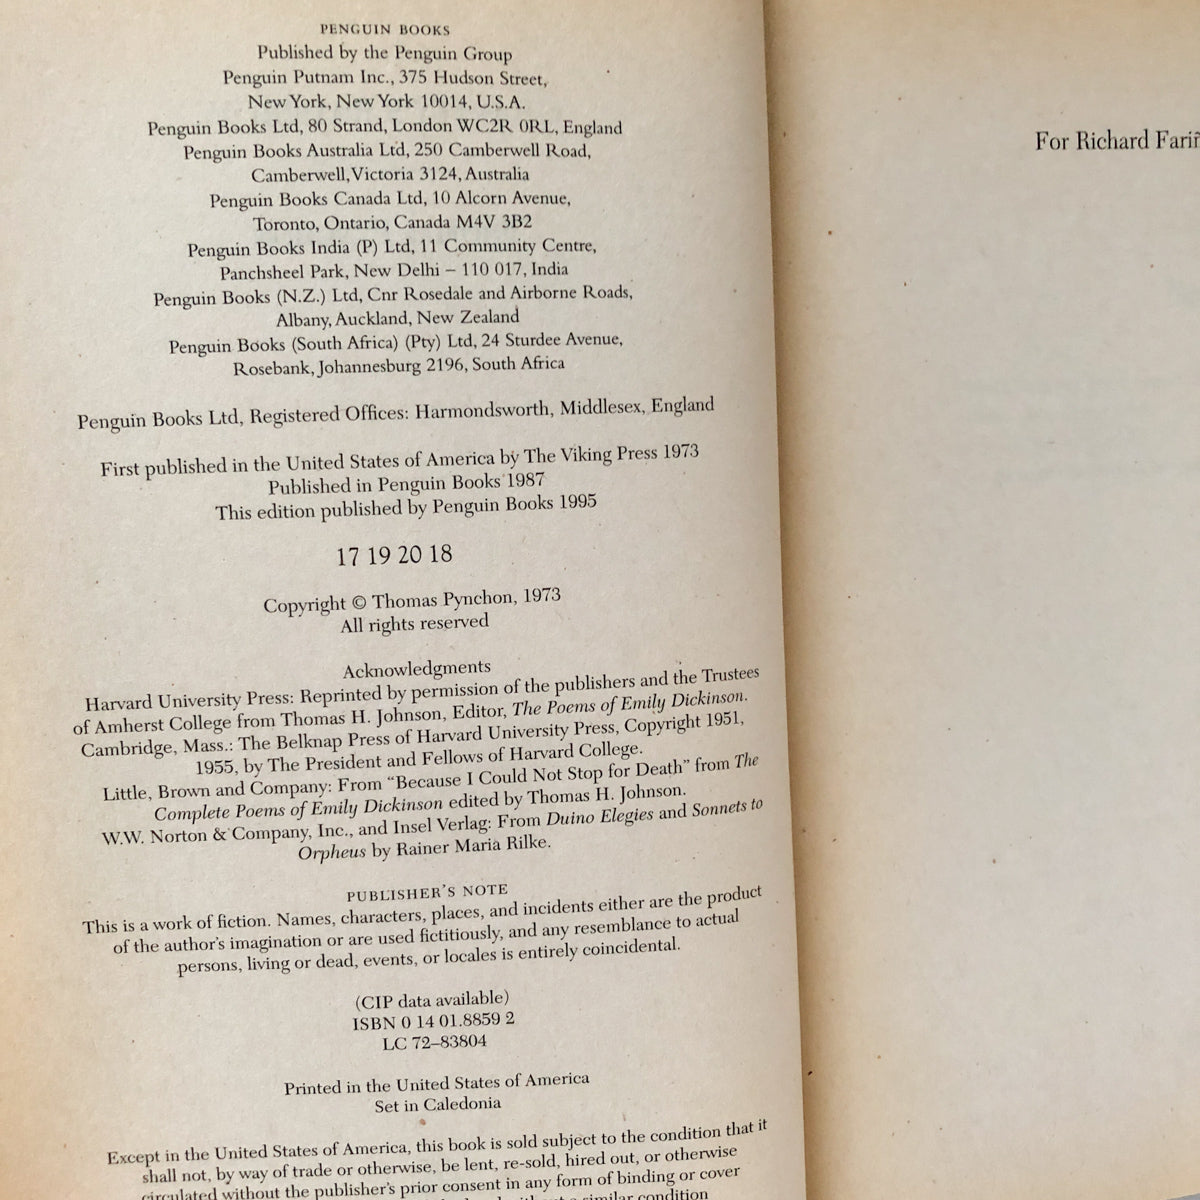 PENGUIN BOOKS
Published by the Penguin Group
Penguin Putnam Inc., 375 Hudson Street,
New York, New York 10014, U.S.A.
Penguin Books Ltd, 80 Strand, London WC2R 0RL, England
Penguin Books Australia Ltd, 250 Camberwell Road,
Camberwell, Victoria 3124, Australia
Penguin Books Canada Ltd, 10 Alcorn Avenue,
Toronto, Ontario, Canada M4V 3B2
Penguin Books India (P) Ltd, 11 Community Centre,
Panchsheel Park, New Delhi – 110 017, India
Penguin Books (N.Z.) Ltd, Cnr Rosedale and Airborne Roads,
Albany, Auckland, New Zealand
Penguin Books (South Africa) (Pty) Ltd, 24 Sturdee Avenue,
Rosebank, Johannesburg 2196, South Africa
Penguin Books Ltd, Registered Offices: Harmondsworth, Middlesex, England
First published in the United States of America by The Viking Press 1973
Published in Penguin Books 1987
This edition published by Penguin Books 1995
17 19 20 18
Copyright © Thomas Pynchon, 1973
All rights reserved
Acknowledgments
Harvard University Press: Reprinted by permission of the publishers and the Trustees
of Amherst College from Thomas H. Johnson, Editor, The Poems of Emily Dickinson.
Cambridge, Mass.: The Belknap Press of Harvard University Press, Copyright 1951,
1955, by The President and Fellows of Harvard College.
Little, Brown and Company: From “Because I Could Not Stop for Death” from The
Complete Poems of Emily Dickinson edited by Thomas H. Johnson.
W.W. Norton & Company, Inc., and Insel Verlag: From Duino Elegies and Sonnets to
Orpheus by Rainer Maria Rilke.
PUBLISHER'S NOTE
This is a work of fiction. Names, characters, places, and incidents either are the product
of the author's imagination or are used fictitiously, and any resemblance to actual
persons, living or dead, events, or locales is entirely coincidental.
(CIP data available)
ISBN 0 14 01.8859 2
LC 72–83804
Printed in the United States of America
Set in Caledonia
Except in the United States of America, this book is sold subject to the condition that it
shall not, by way of trade or otherwise, be lent, re-sold, hired out, or otherwise
circulated without the publisher's prior consent in any form of binding or cover
similar condition
For Richard Fariñ